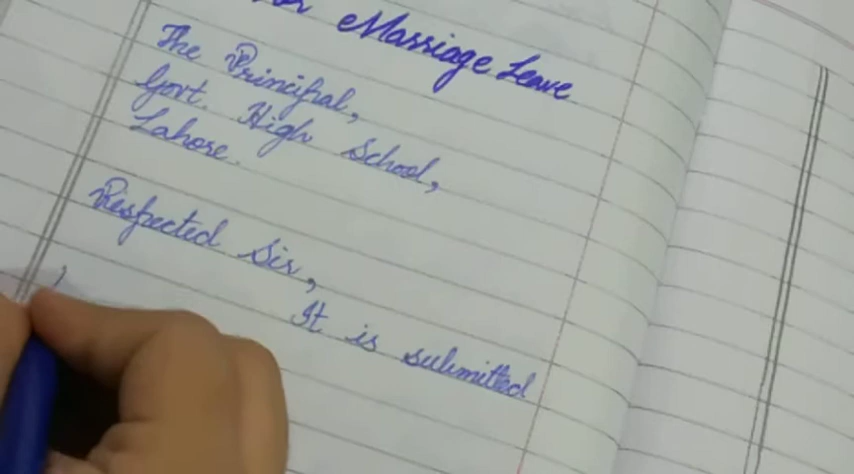 Marriage Leave
The Principal,
Govt. High School,
Lahore.
Respected Sir,
It is submitted